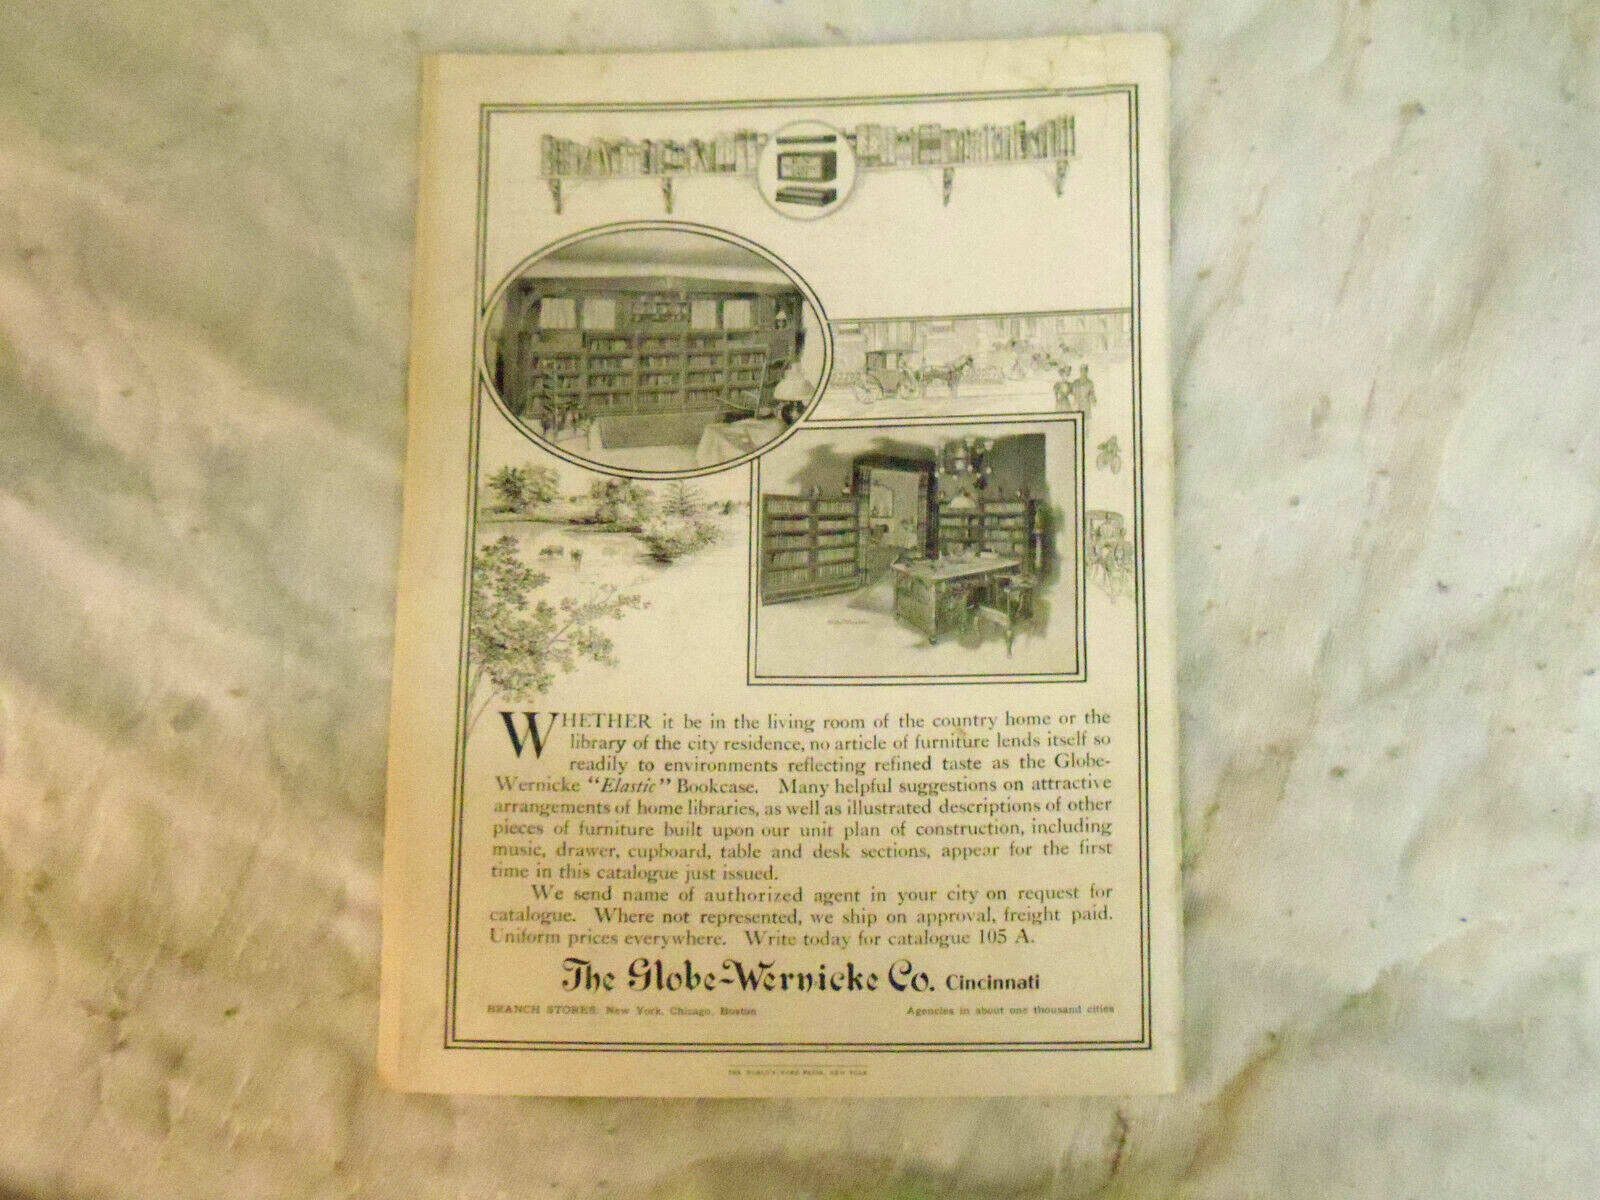 WHETHER it be in the living room of the country home or the
library of the city residence, no article of furniture lends itself so
readily to environments reflecting refined taste as the Globe-
Wernicke "Elastic" Bookcase. Many helpful suggestions on attractive
arrangements of home libraries, as well as illustrated descriptions of other
pieces of furniture built upon our unit plan of construction, including
music, drawer, cupboard, table and desk sections, appear for the first
time in this catalogue just issued.
We send name of authorized agent in your city on request for
catalogue. Where not represented, we ship on approval, freight paid.
Uniform prices everywhere. Write today for catalogue 105 A.
The Globe-Wernicke Co. Cincinnati
BRANCH STORES: New York, Chicago, Boston Agencies in about one thousand cities
THE WORLD'S WORK PRESS, NEW YORK